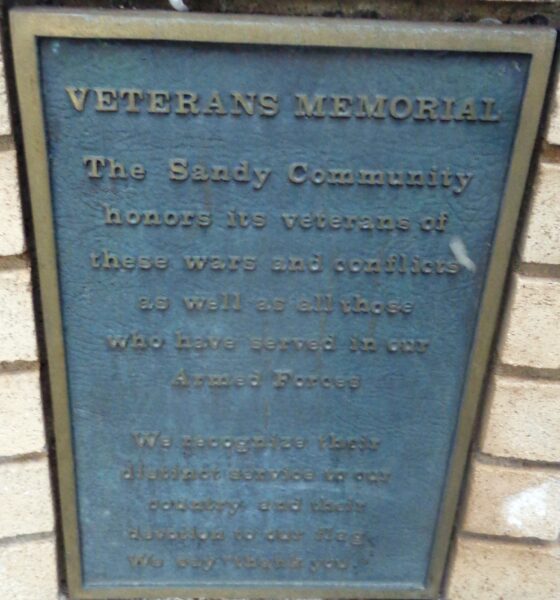 VETERANS MEMORIAL
The Sandy Community
honors its veterans of
these wars and conflicts
as well as all those
who have served in our
Armed Forces
We recognize their
distinct service to our
country and their
devotion to our flag.
We say "thank you."